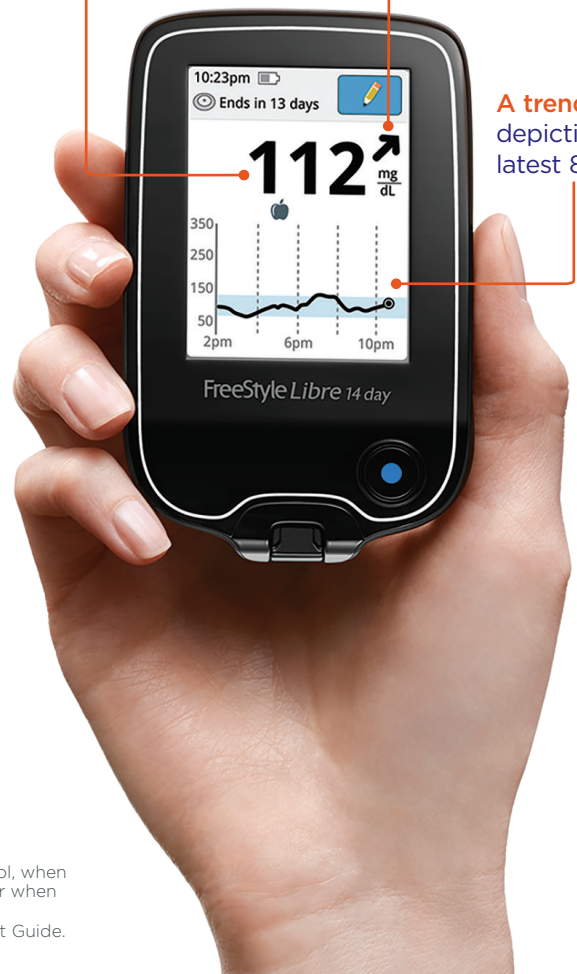 10:23pm
Ends in 13 days
112
mg
dL
350
250
150
50
2pm
6pm
10pm
FreeStyle Libre 14 day
A trend
depicti
latest 8
ol, when
r when
t Guide.